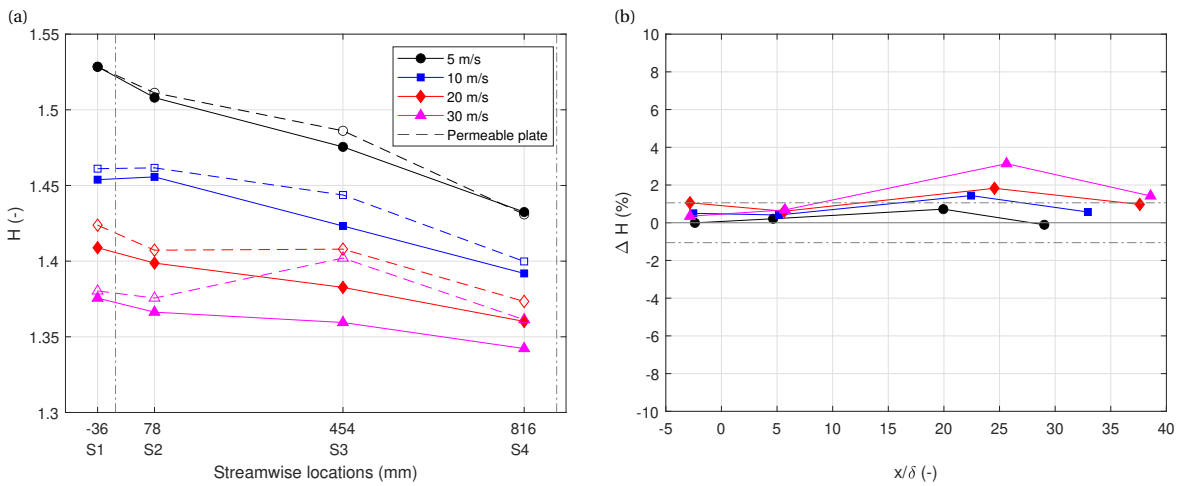 (a)
1.55
1.5
1.45
1.4
1.35
1.3
H (-)
5 m/s
10 m/s
20 m/s
30 m/s
Permeable plate
-36 78 454 816
S1 S2 S3 S4
Streamwise locations (mm)
(b)
10
8
6
4
2
0
-2
-4
-6
-8
-10
Δ H (%)
-5 0 5 10 15 20 25 30 35 40
x/δ (-)